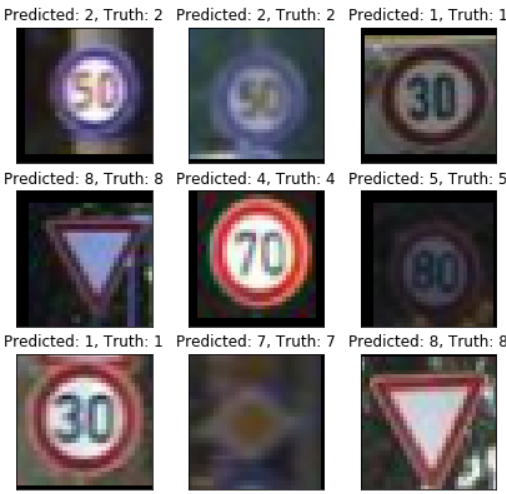 Predicted: 2, Truth: 2 Predicted: 2, Truth: 2 Predicted: 1, Truth: 1
50 50 30
Predicted: 8, Truth: 8 Predicted: 4, Truth: 4 Predicted: 5, Truth: 5
70 80
Predicted: 1, Truth: 1 Predicted: 7, Truth: 7 Predicted: 8, Truth: 8
30